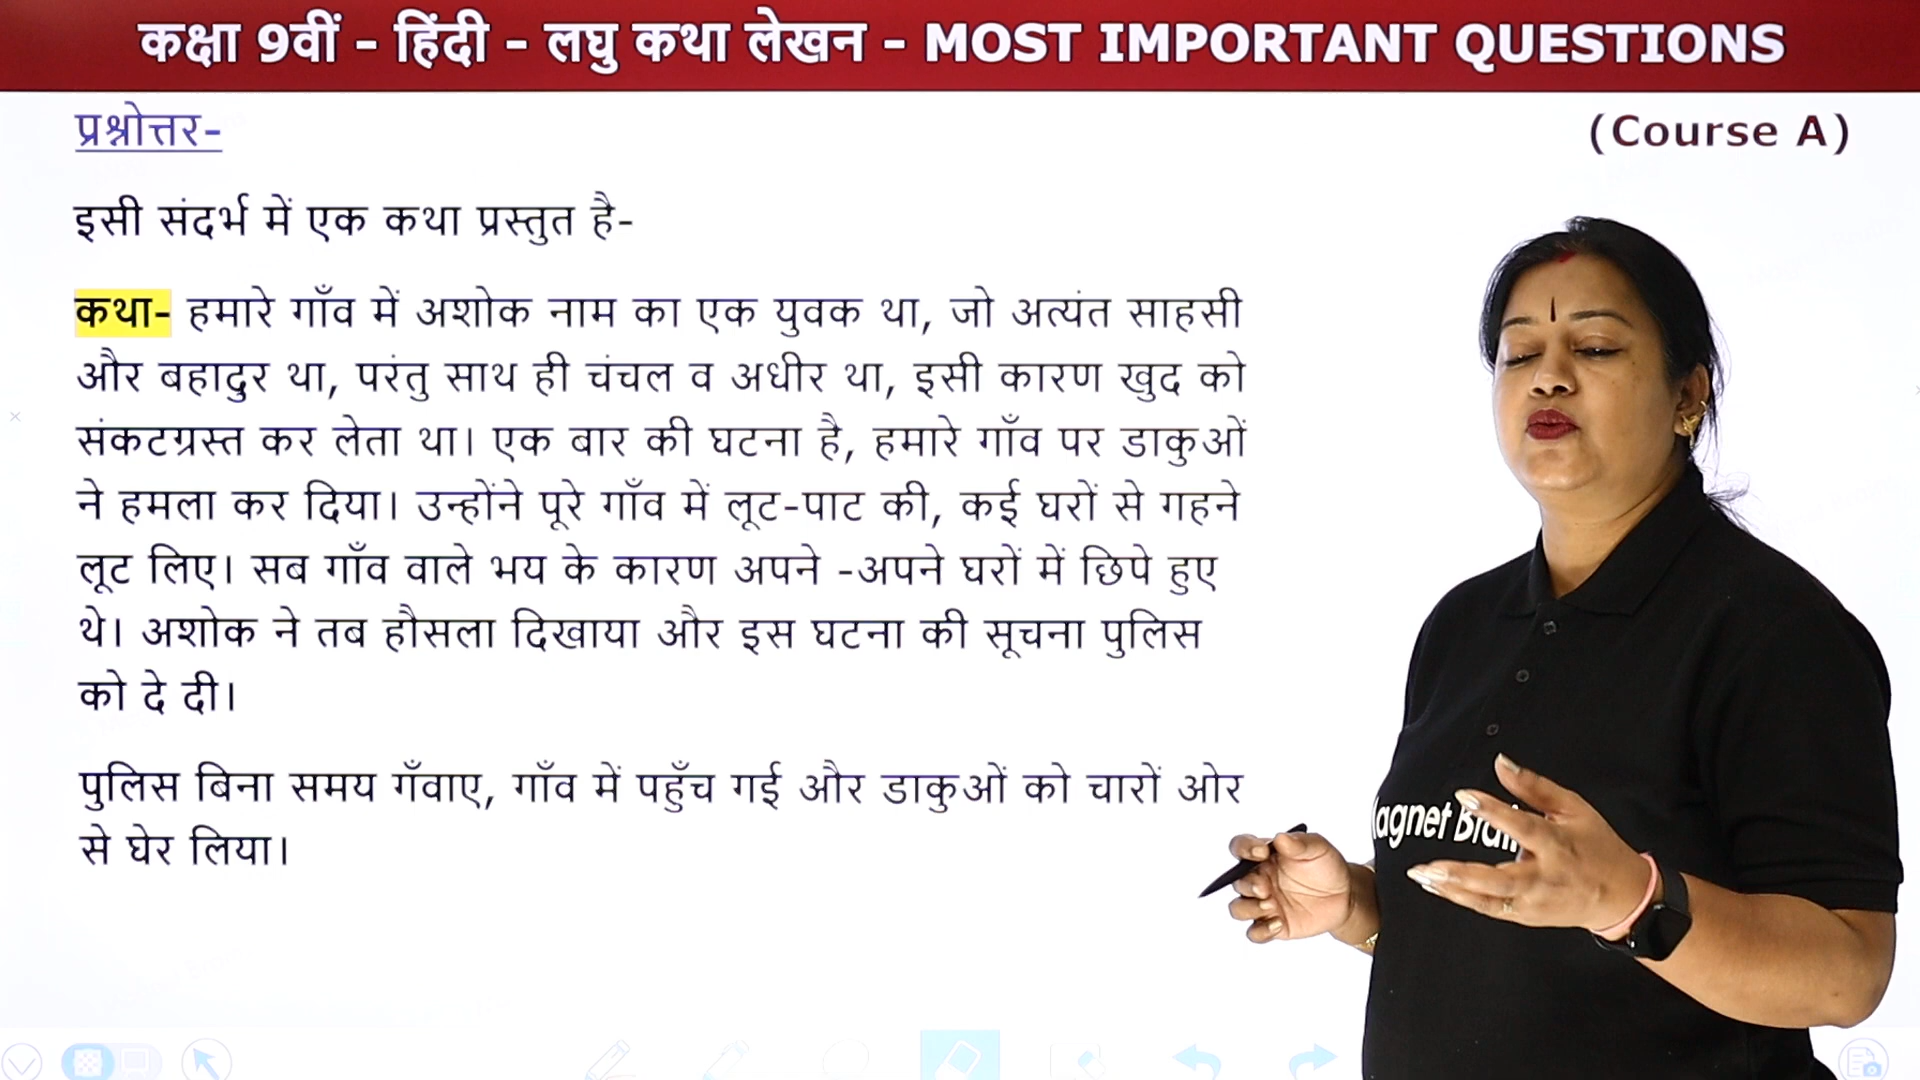 कक्षा 9वीं - हिंदी - लघु कथा लेखन - MOST IMPORTANT QUESTIONS
प्रश्नोत्तर-
(Course A)
इसी संदर्भ में एक कथा प्रस्तुत है-
कथा- हमारे गाँव में अशोक नाम का एक युवक था, जो अत्यंत साहसी
और बहादुर था, परंतु साथ ही चंचल व अधीर था, इसी कारण खुद को
संकटग्रस्त कर लेता था। एक बार की घटना है, हमारे गाँव पर डाकुओं
ने हमला कर दिया। उन्होंने पूरे गाँव में लूट-पाट की, कई घरों से गहने
लूट लिए। सब गाँव वाले भय के कारण अपने -अपने घरों में छिपे हुए
थे। अशोक ने तब हौसला दिखाया और इस घटना की सूचना पुलिस
को दे दी।
पुलिस बिना समय गँवाए, गाँव में पहुँच गई और डाकुओं को चारों ओर
से घेर लिया।